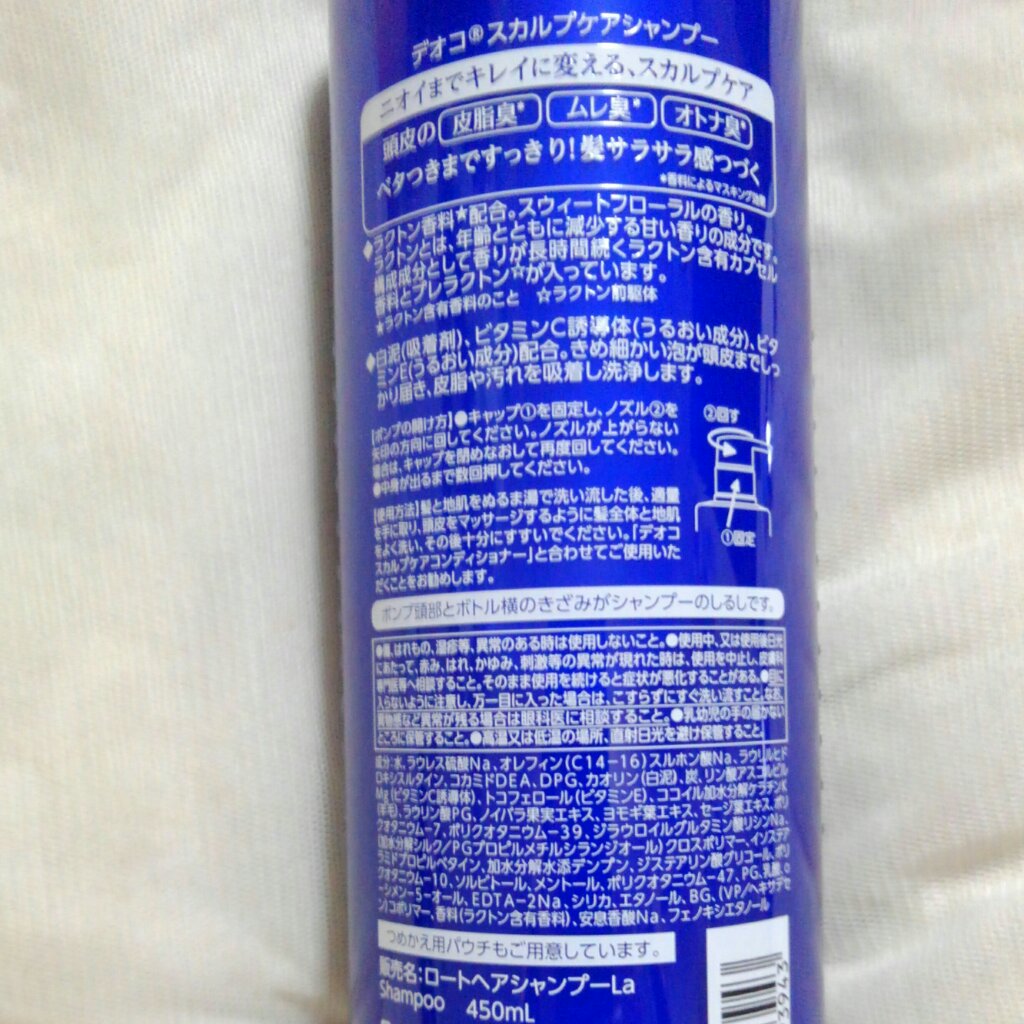 デオコ®スカルプケアシャンプー
ニオイまでキレイに変える、スカルプケア
頭皮の 皮脂臭* ムレ臭* オトナ臭*
ベタつきまですっきり!髪サラサラ感つづく
*香料によるマスキング効果
◆ラクトン香料★配合。スウィートフローラルの香り。
ラクトンとは、年齢とともに減少する甘い香りの成分です。
構成成分として香りが長時間続くラクトン含有カプセル
香料とプレラクトン☆が入っています。
★ラクトン含有香料のこと ☆ラクトン前駆体
◆白泥(吸着剤)、ビタミンC誘導体(うるおい成分)、ビタ
ミンE(うるおい成分)配合。きめ細かい泡が頭皮までしっ
かり届き、皮脂や汚れを吸着し洗浄します。
【ポンプの開け方】●キャップ①を固定し、ノズル②を
矢印の方向に回してください。ノズルが上がらない
場合は、キャップを閉めなおして再度回してください。
●中身が出るまで数回押してください。
②回す
①固定
【使用方法】髪と地肌をぬるま湯で洗い流した後、適量
を手に取り、頭皮をマッサージするように髪全体と地肌
をよく洗い、その後十分にすすいでください。「デオコ
スカルプケアコンディショナー」と合わせてご使用いた
だくことをお勧めします。
ポンプ頭部とボトル横のきざみがシャンプーのしるしです。
●傷、はれもの、湿疹等、異常のある時は使用しないこと。●使用中、又は使用後日光
にあたって、赤み、はれ、かゆみ、刺激等の異常が現れた時は、使用を中止し、皮膚科
専門医等へ相談すること。そのまま使用を続けると症状が悪化することがある。●目に
入らないように注意し、万一目に入った場合は、こすらずにすぐ洗い流すこと。なお、
異物感など異常が残る場合は眼科医に相談すること。●乳幼児の手の届かない
ところに保管すること。●高温又は低温の場所、直射日光を避け保管すること。
成分:水、ラウレス硫酸Na、オレフィン(C14-16)スルホン酸Na、ラウリルヒド
ロキシスルタイン、コカミドDEA、DPG、カオリン(白泥)、炭、リン酸アスコルビル
Mg(ビタミンC誘導体)、トコフェロール(ビタミンE)、ココイル加水分解ケラチンK
(羊毛)、ラウリン酸PG、ノイバラ果実エキス、ヨモギ葉エキス、セージ葉エキス、ポリ
クオタニウム-7、ポリクオタニウム-39、ジラウロイルグルタミン酸リシンNa、
(加水分解シルク/PGプロピルメチルシランジオール)クロスポリマー、イソステア
ラミドプロピルベタイン、加水分解水添デンプン、ジステアリン酸グリコール、ポリ
クオタニウム-10、ソルビトール、メントール、ポリクオタニウム-47、PG、乳酸、o
-シメン-5-オール、EDTA-2Na、シリカ、エタノール、BG、(VP/ヘキサデセ
ン)コポリマー、香料(ラクトン含有香料)、安息香酸Na、フェノキシエタノール
つめかえ用パウチもご用意しています。
販売名:ロートヘアシャンプーLa
Shampoo 450mL
3943